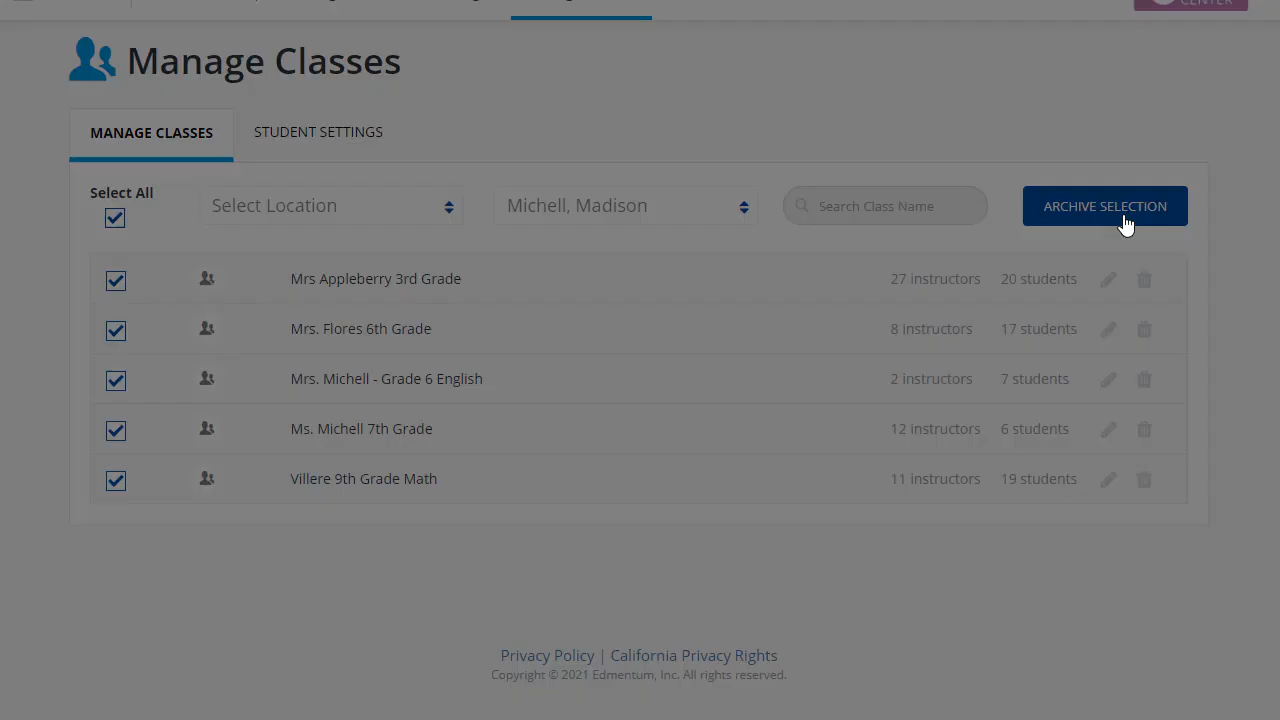 CENTER
Manage Classes
MANAGE CLASSES
STUDENT SETTINGS
Select All
Select Location
Michell, Madison
Search Class Name
ARCHIVE SELECTION
Mrs Appleberry 3rd Grade 27 instructors 20 students
Mrs. Flores 6th Grade 8 instructors 17 students
Mrs. Michell - Grade 6 English 2 instructors 7 students
Ms. Michell 7th Grade 12 instructors 6 students
Villere 9th Grade Math 11 instructors 19 students
Privacy Policy | California Privacy Rights
Copyright © 2021 Edmentum, Inc. All rights reserved.